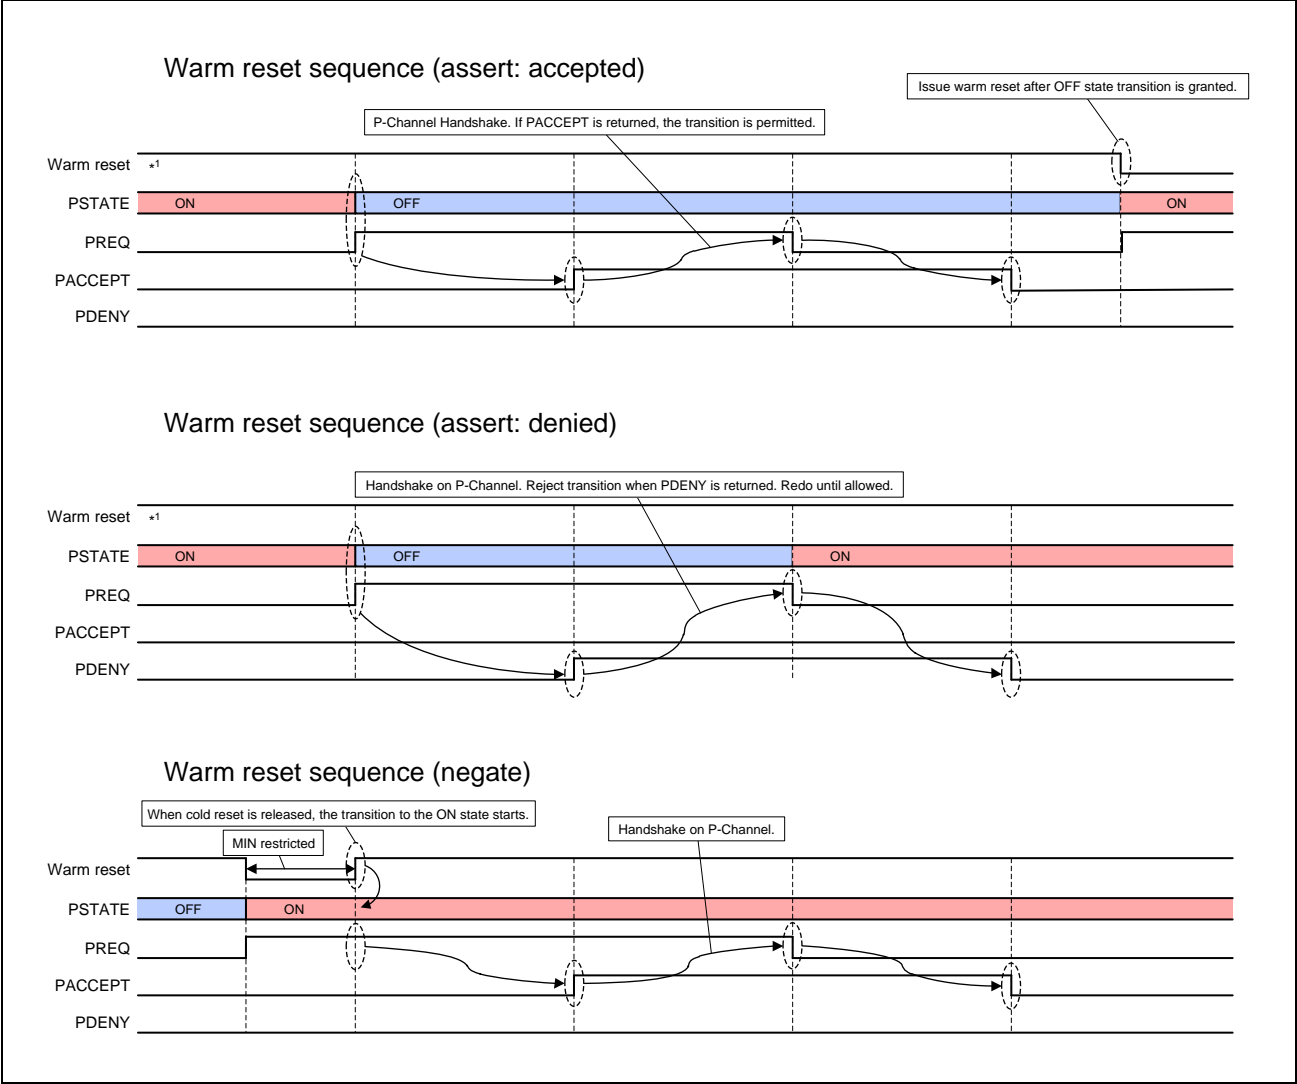 Warm reset sequence (assert: accepted)
Issue warm reset after OFF state transition is granted.
P-Channel Handshake. If PACCEPT is returned, the transition is permitted.
Warm reset *1
PSTATE ON OFF ON
PREQ
PACCEPT
PDENY
Warm reset sequence (assert: denied)
Handshake on P-Channel. Reject transition when PDENY is returned. Redo until allowed.
Warm reset *1
PSTATE ON OFF ON
PREQ
PACCEPT
PDENY
Warm reset sequence (negate)
When cold reset is released, the transition to the ON state starts.
Handshake on P-Channel.
MIN restricted
Warm reset
PSTATE OFF ON
PREQ
PACCEPT
PDENY